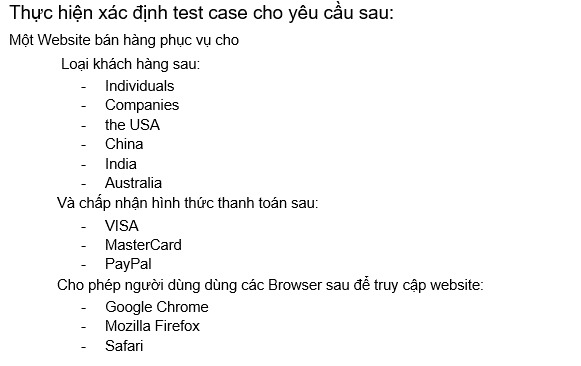 Thực hiện xác định test case cho yêu cầu sau:
Một Website bán hàng phục vụ cho
Loại khách hàng sau:
- Individuals
- Companies
- the USA
- China
- India
- Australia
Và chấp nhận hình thức thanh toán sau:
- VISA
- MasterCard
- PayPal
Cho phép người dùng dùng các Browser sau để truy cập website:
- Google Chrome
- Mozilla Firefox
- Safari